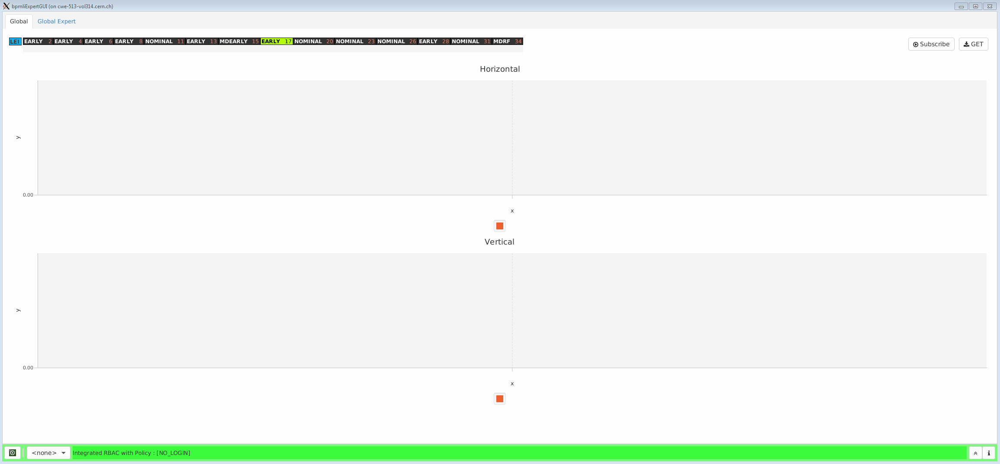 bpmliExpertGUI (on cwe-513-vol314.cern.ch)
Global Global Expert
LEI EARLY 2 EARLY 4 EARLY 6 EARLY 8 NOMINAL 11 EARLY 13 MDEARLY 15 EARLY 17 NOMINAL 20 NOMINAL 23 NOMINAL 26 EARLY 28 NOMINAL 31 MDRF 34
Subscribe GET
Horizontal
y
0.00
x
Vertical
y
0.00
x
<none> Integrated RBAC with Policy : [NO_LOGIN]